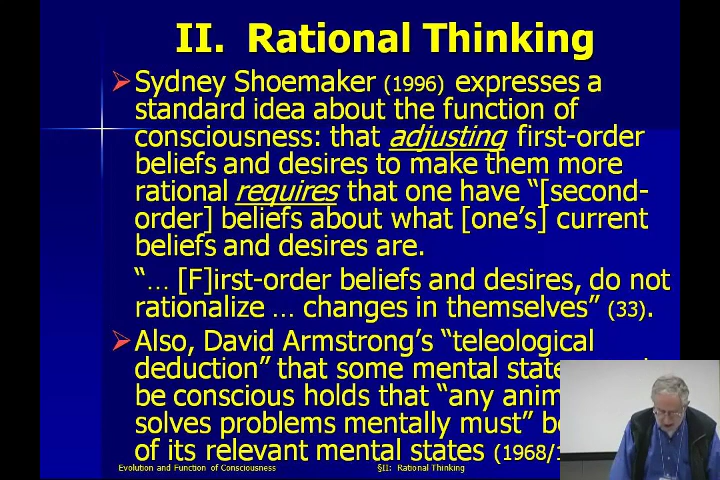 II. Rational Thinking
Sydney Shoemaker (1996) expresses a
standard idea about the function of
consciousness: that adjusting first-order
beliefs and desires to make them more
rational requires that one have “[second-
order] beliefs about what [one’s] current
beliefs and desires are.
“… [F]irst-order beliefs and desires, do not
rationalize … changes in themselves” (33).
Also, David Armstrong’s “teleological
deduction” that some mental
be conscious holds that “any
solves problems mentally must”
of its relevant mental states
Evolution and Function of Consciousness
§II: Rational Thinking